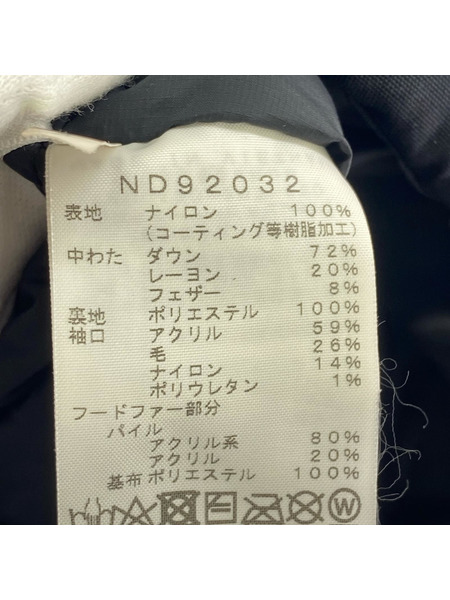 ND92032
表地 ナイロン 100%
(コーティング等樹脂加工)
中わた ダウン 72%
レーヨン 20%
フェザー 8%
裏地 ポリエステル 100%
袖口 アクリル 59%
毛 26%
ナイロン 14%
ポリウレタン 1%
フードファー部分
パイル
アクリル系 80%
アクリル 20%
基布 ポリエステル 100%
W